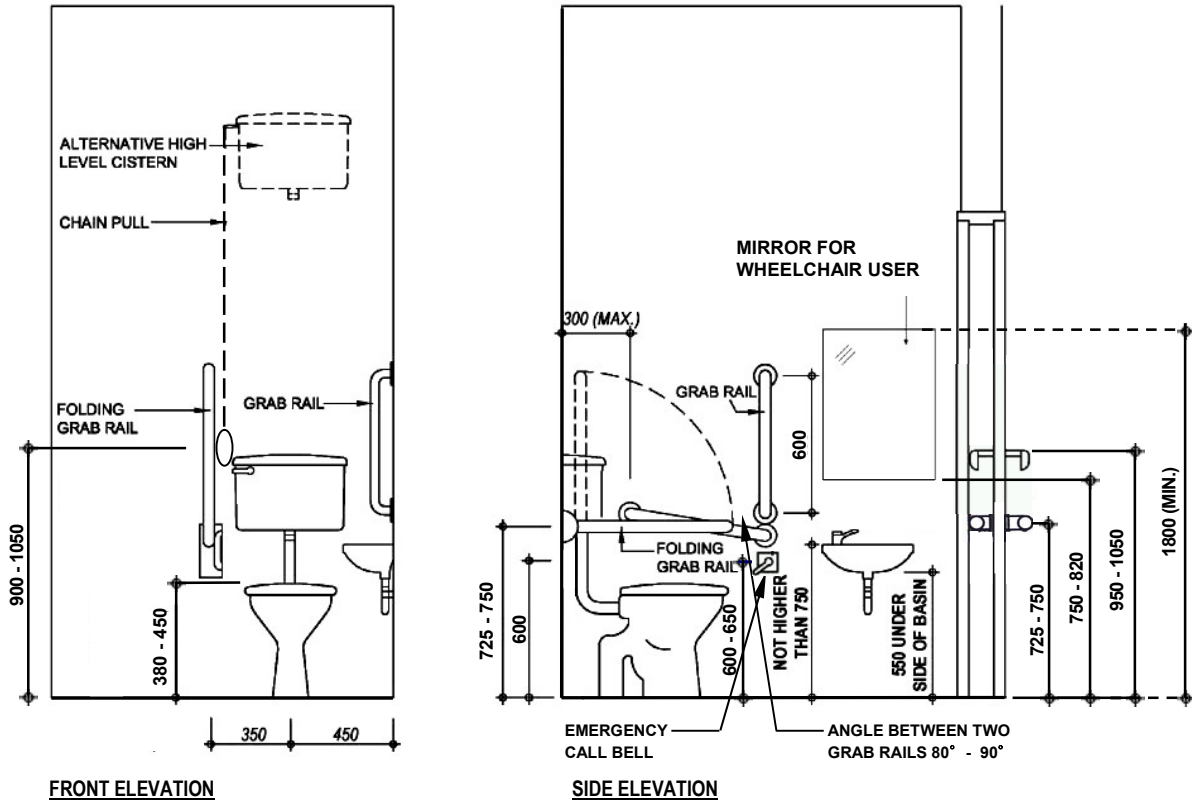 ALTERNATIVE HIGH
LEVEL CISTERN
CHAIN PULL
FOLDING
GRAB RAIL
GRAB RAIL
900 - 1050
380 - 450
350
450
FRONT ELEVATION
300 (MAX.)
MIRROR FOR
WHEELCHAIR USER
GRAB RAIL
600
FOLDING
GRAB RAIL
725 - 750
600
600 - 650
NOT HIGHER
THAN 750
550 UNDER
SIDE OF BASIN
725 - 750
750 - 820
950 - 1050
1800 (MIN.)
EMERGENCY
CALL BELL
ANGLE BETWEEN TWO
GRAB RAILS 80° - 90°
SIDE ELEVATION